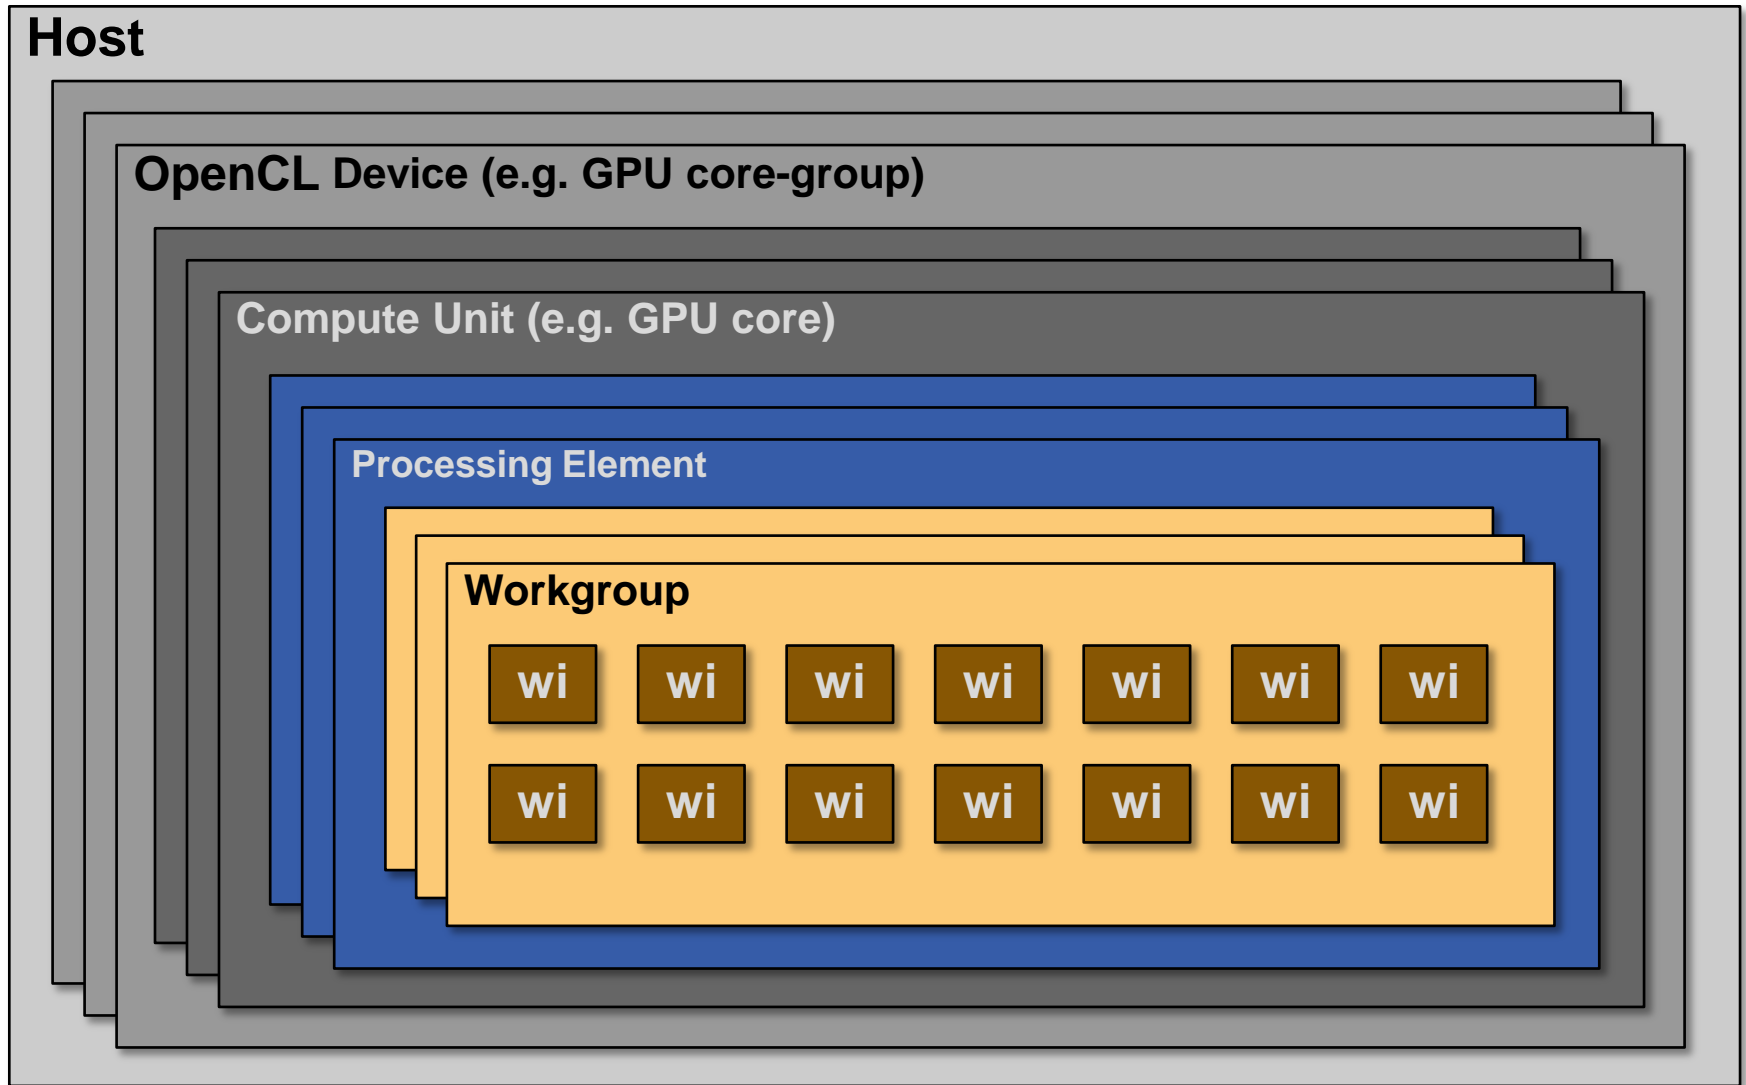 Host
OpenCL Device (e.g. GPU core-group)
Compute Unit (e.g. GPU core)
Processing Element
Workgroup
wi wi wi wi wi wi wi
wi wi wi wi wi wi wi